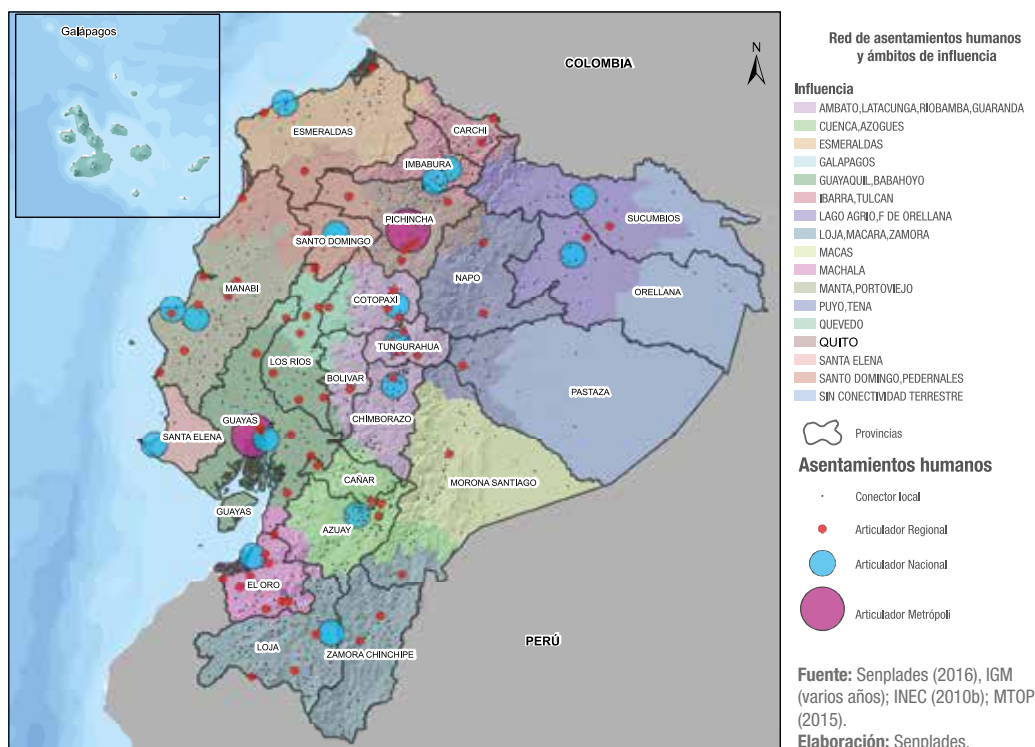 Galápagos
N
COLOMBIA
ESMERALDAS
CARCHI
IMBABURA
SUCUMBIOS
PICHINCHA
SANTO DOMINGO
NAPO
ORELLANA
MANABI
COTOPAXI
TUNGURAHUA
LOS RIOS
BOLIVAR
PASTAZA
CHIMBORAZO
GUAYAS
SANTA ELENA
MORONA SANTIAGO
CAÑAR
GUAYAS
AZUAY
EL ORO
PERÚ
LOJA
ZAMORA CHINCHIPE
Red de asentamientos humanos
y ámbitos de influencia
Influencia
AMBATO,LATACUNGA,RIOBAMBA,GUARANDA
CUENCA,AZOGUES
ESMERALDAS
GALAPAGOS
GUAYAQUIL,BABAHOYO
IBARRA,TULCAN
LAGO AGRIO,F DE ORELLANA
LOJA,MACARA,ZAMORA
MACAS
MACHALA
MANTA,PORTOVIEJO
PUYO,TENA
QUEVEDO
QUITO
SANTA ELENA
SANTO DOMINGO,PEDERNALES
SIN CONECTIVIDAD TERRESTRE
Provincias
Asentamientos humanos
Conector local
Articulador Regional
Articulador Nacional
Articulador Metrópoli
Fuente: Senplades (2016), IGM
(varios años); INEC (2010b); MTOP
(2015).
Elaboración: Senplades.